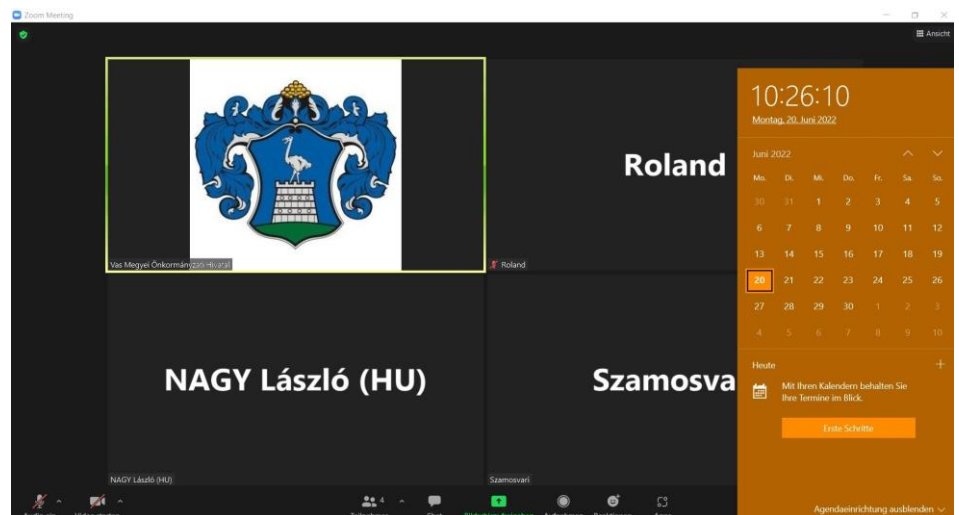 Zoom Meeting
Ansicht
Roland
Vas Megyei Önkormányzati Hivatal
Roland
NAGY László (HU)
Szamosva
NAGY László (HU)
Szamosvari
4
10:26:10
Montag, 20. Juni 2022
Juni 2022
Mo. Di. Mi. Do. Fr. Sa. So.
30 31 1 2 3 4 5
6 7 8 9 10 11 12
13 14 15 16 17 18 19
20 21 22 23 24 25 26
27 28 29 30 1 2 3
4 5 6 7 8 9 10
Heute
Mit Ihren Kalendern behalten Sie
Ihre Termine im Blick.
Erste Schritte
Agendaeinrichtung ausblenden